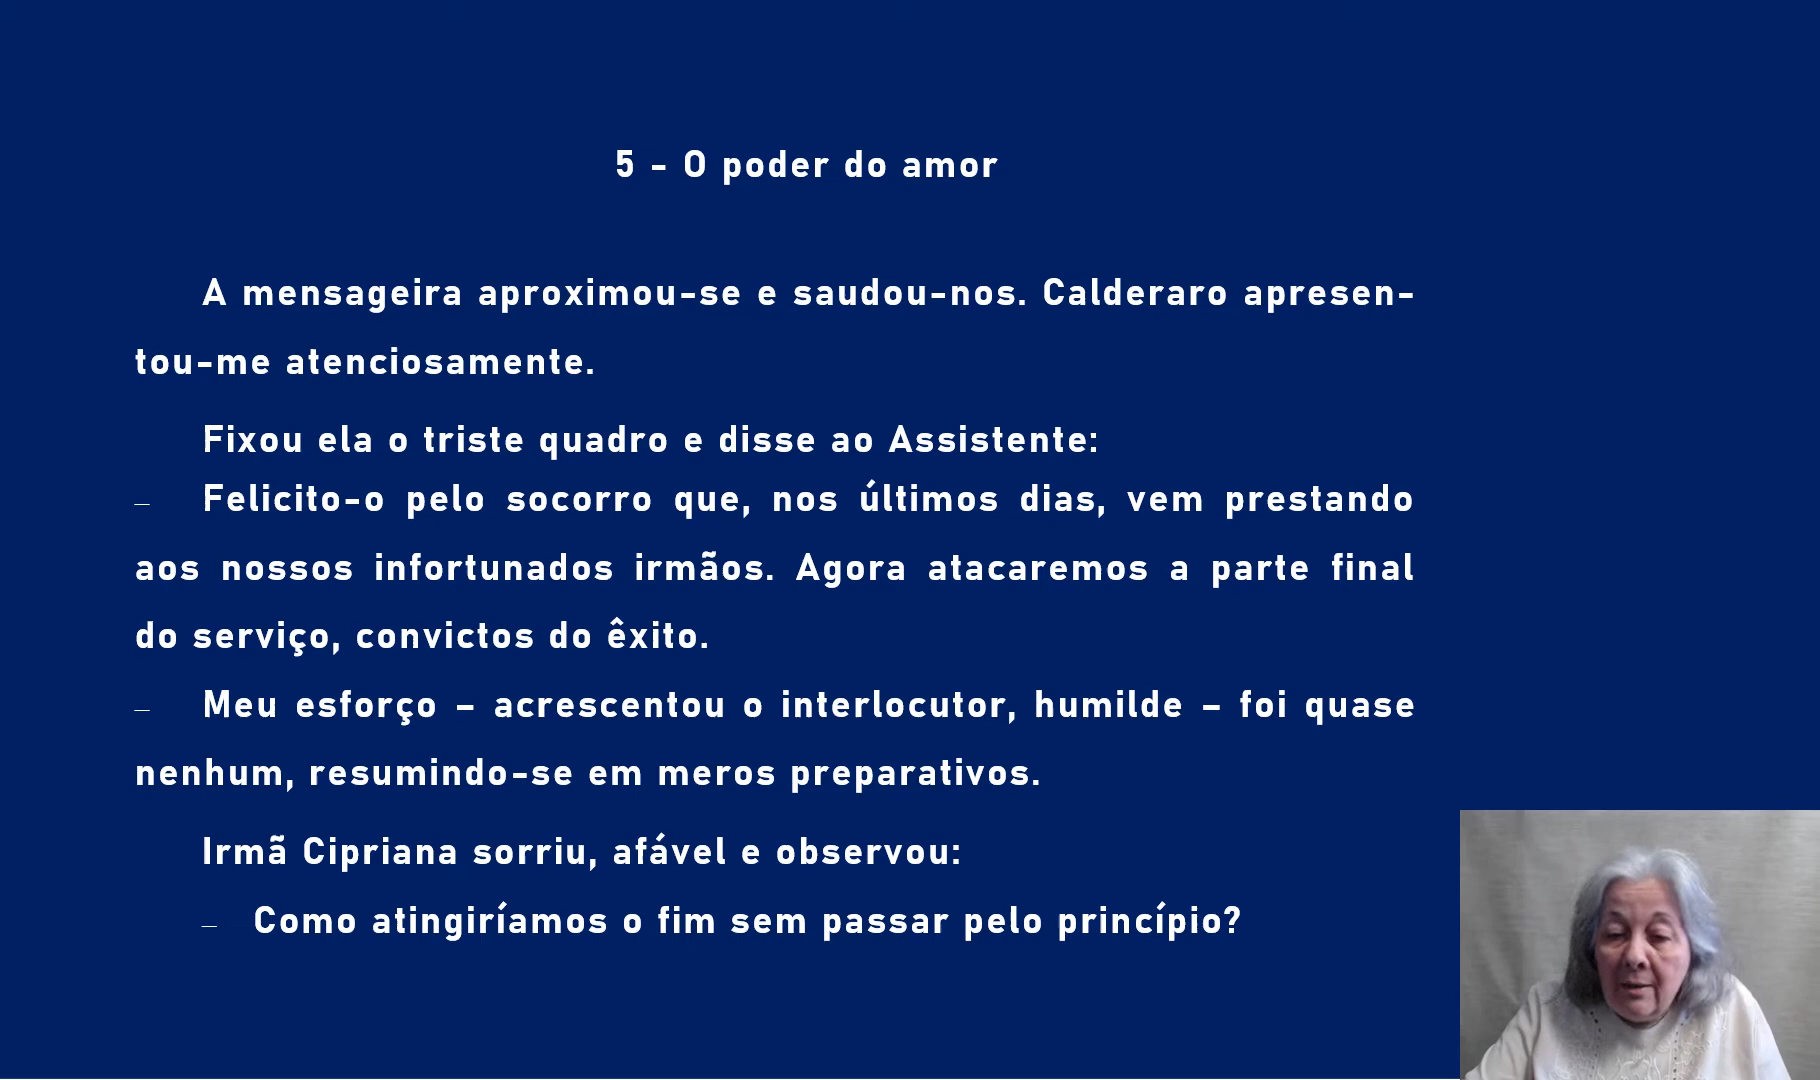 5 - O poder do amor
A mensageira aproximou-se e saudou-nos. Calderaro apresen-
tou-me atenciosamente.
Fixou ela o triste quadro e disse ao Assistente:
– Felicito-o pelo socorro que, nos últimos dias, vem prestando
aos nossos infortunados irmãos. Agora atacaremos a parte final
do serviço, convictos do êxito.
– Meu esforço – acrescentou o interlocutor, humilde – foi quase
nenhum, resumindo-se em meros preparativos.
Irmã Cipriana sorriu, afável e observou:
– Como atingiríamos o fim sem passar pelo princípio?